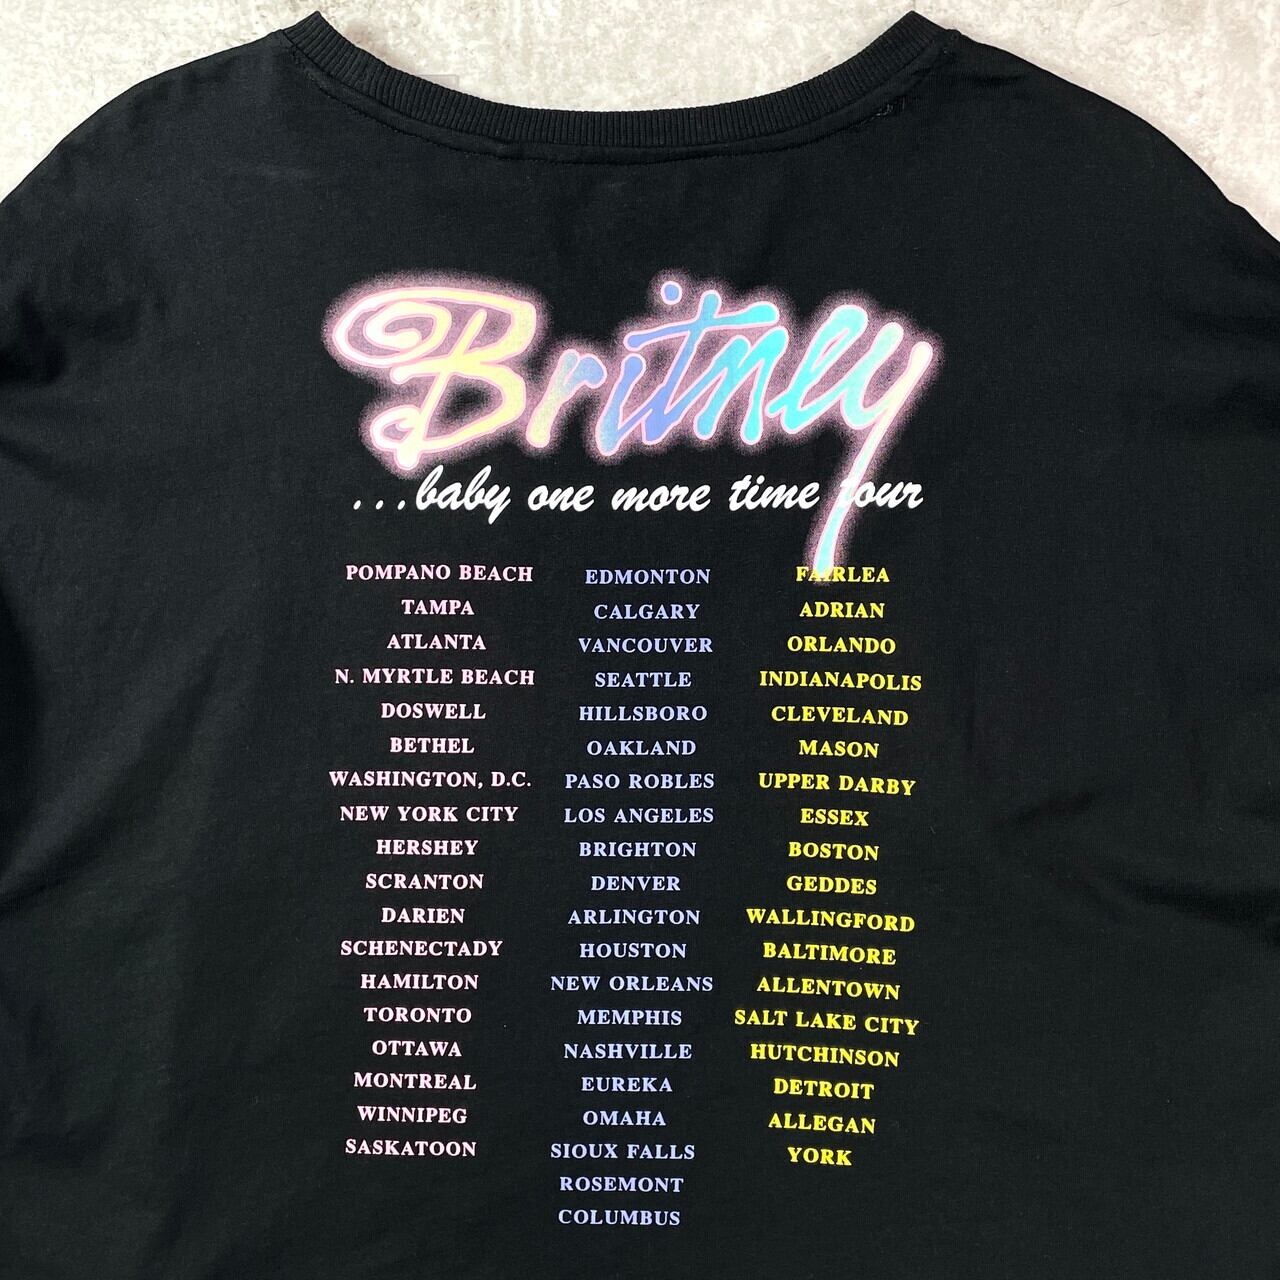 Britney
...baby one more time tour
POMPANO BEACH
TAMPA
ATLANTA
N. MYRTLE BEACH
DOSWELL
BETHEL
WASHINGTON, D.C.
NEW YORK CITY
HERSHEY
SCRANTON
DARIEN
SCHENECTADY
HAMILTON
TORONTO
OTTAWA
MONTREAL
WINNIPEG
SASKATOON
EDMONTON
CALGARY
VANCOUVER
SEATTLE
HILLSBORO
OAKLAND
PASO ROBLES
LOS ANGELES
BRIGHTON
DENVER
ARLINGTON
HOUSTON
NEW ORLEANS
MEMPHIS
NASHVILLE
EUREKA
OMAHA
SIOUX FALLS
ROSEMONT
COLUMBUS
FAIRLEA
ADRIAN
ORLANDO
INDIANAPOLIS
CLEVELAND
MASON
UPPER DARBY
ESSEX
BOSTON
GEDDES
WALLINGFORD
BALTIMORE
ALLENTOWN
SALT LAKE CITY
HUTCHINSON
DETROIT
ALLEGAN
YORK